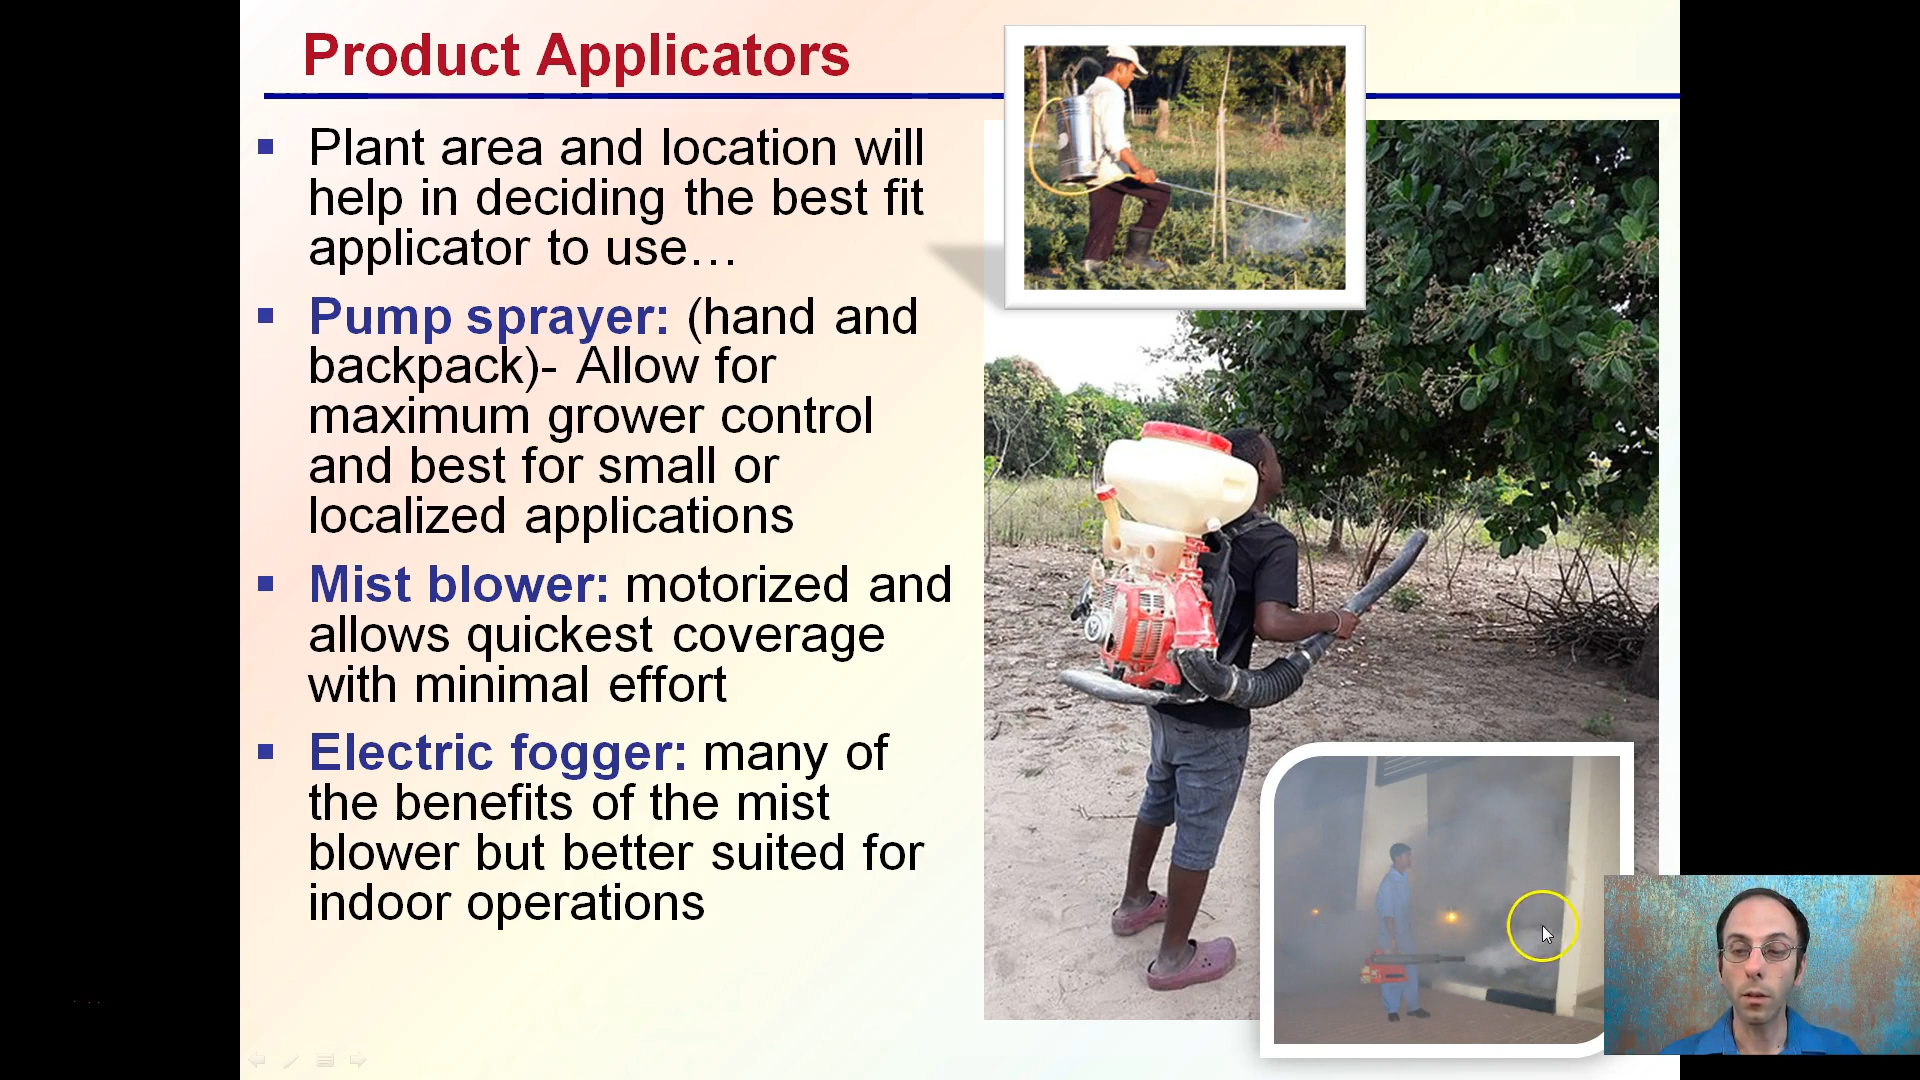 Product Applicators
Plant area and location will
help in deciding the best fit
applicator to use…
Pump sprayer: (hand and
backpack)- Allow for
maximum grower control
and best for small or
localized applications
Mist blower: motorized and
allows quickest coverage
with minimal effort
Electric fogger: many of
the benefits of the mist
blower but better suited for
indoor operations